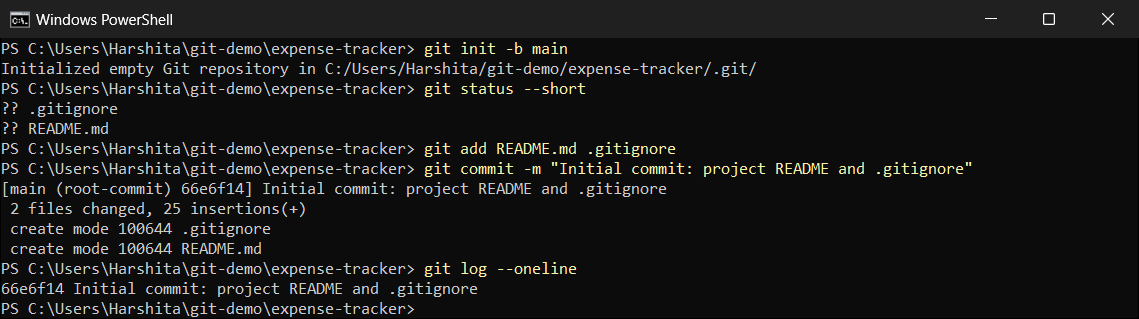 Windows PowerShell
PS C:\Users\Harshita\git-demo\expense-tracker> git init -b main
Initialized empty Git repository in C:/Users/Harshita/git-demo/expense-tracker/.git/
PS C:\Users\Harshita\git-demo\expense-tracker> git status --short
?? .gitignore
?? README.md
PS C:\Users\Harshita\git-demo\expense-tracker> git add README.md .gitignore
PS C:\Users\Harshita\git-demo\expense-tracker> git commit -m "Initial commit: project README and .gitignore"
[main (root-commit) 66e6f14] Initial commit: project README and .gitignore
 2 files changed, 25 insertions(+)
 create mode 100644 .gitignore
 create mode 100644 README.md
PS C:\Users\Harshita\git-demo\expense-tracker> git log --oneline
66e6f14 Initial commit: project README and .gitignore
PS C:\Users\Harshita\git-demo\expense-tracker>